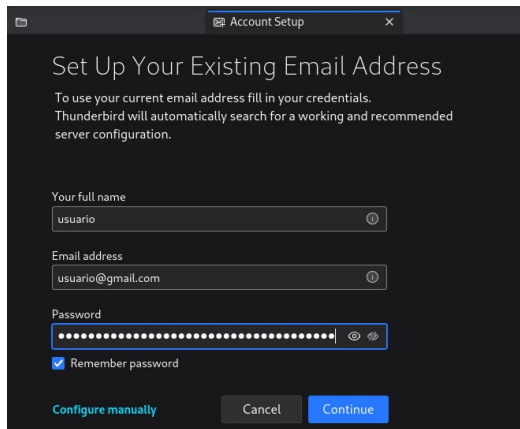 Account Setup
Set Up Your Existing Email Address
To use your current email address fill in your credentials.
Thunderbird will automatically search for a working and recommended
server configuration.
Your full name
usuario
Email address
usuario@gmail.com
Password
Remember password
Configure manually
Cancel
Continue